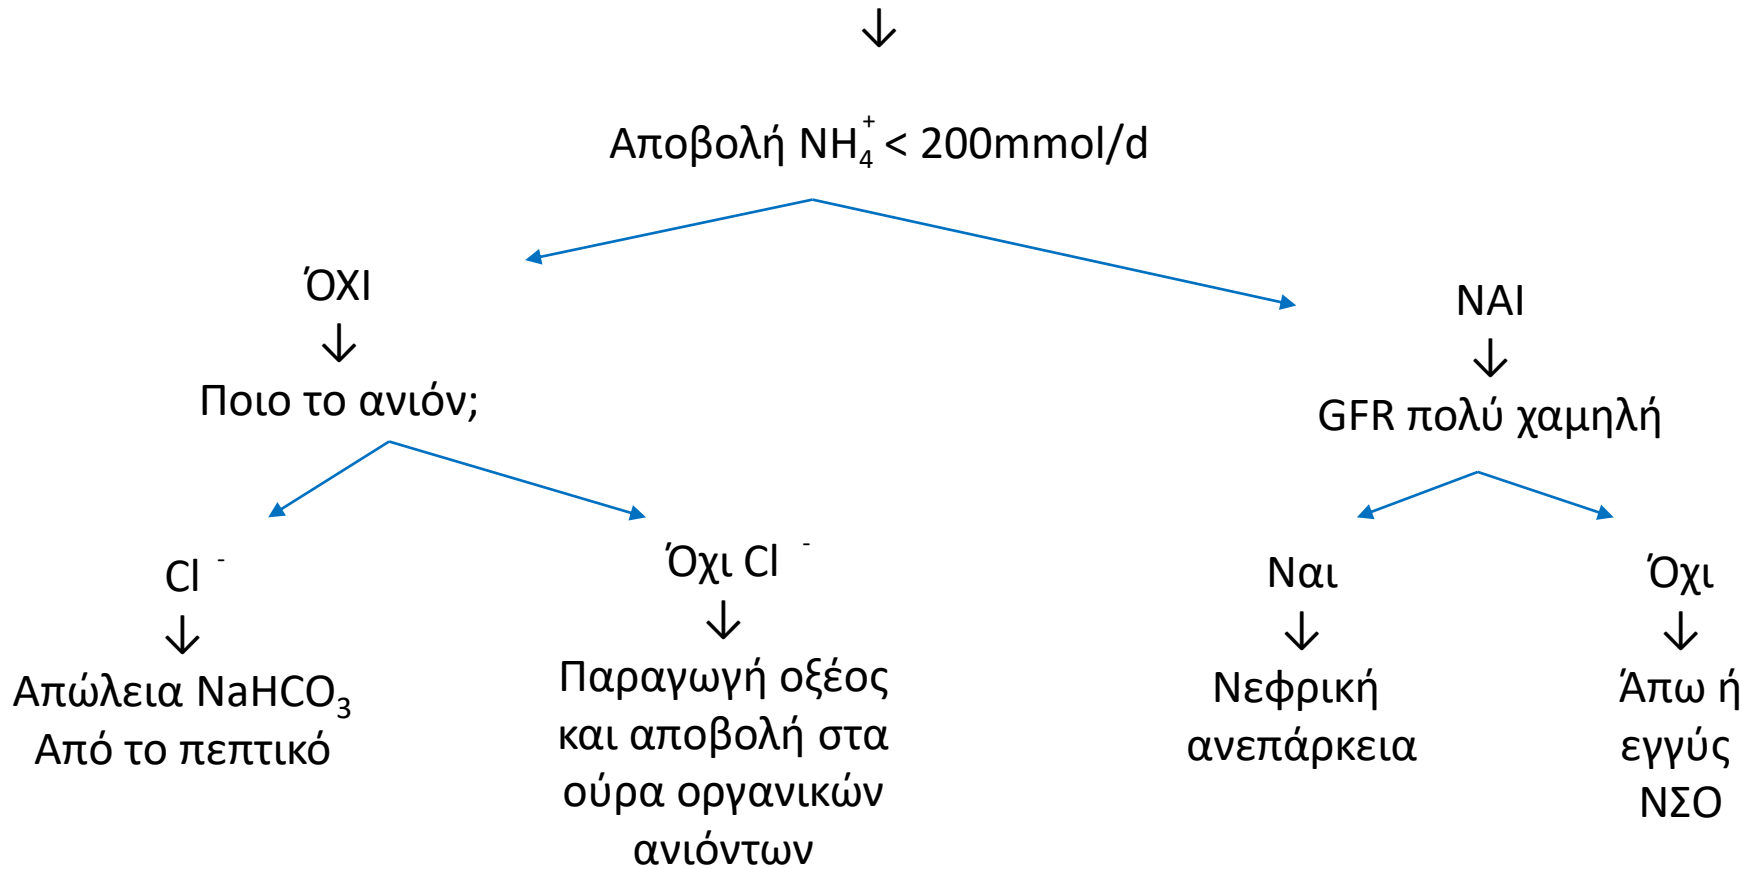 ↓
Αποβολή NH₄⁺ < 200mmol/d
ΌΧΙ
↓
Ποιο το ανιόν;
ΝΑΙ
↓
GFR πολύ χαμηλή
Cl ⁻
↓
Απώλεια NaHCO₃
Από το πεπτικό
Όχι Cl ⁻
↓
Παραγωγή οξέος
και αποβολή στα
ούρα οργανικών
ανιόντων
Ναι
↓
Νεφρική
ανεπάρκεια
Όχι
↓
Άπω ή
εγγύς
ΝΣΟ